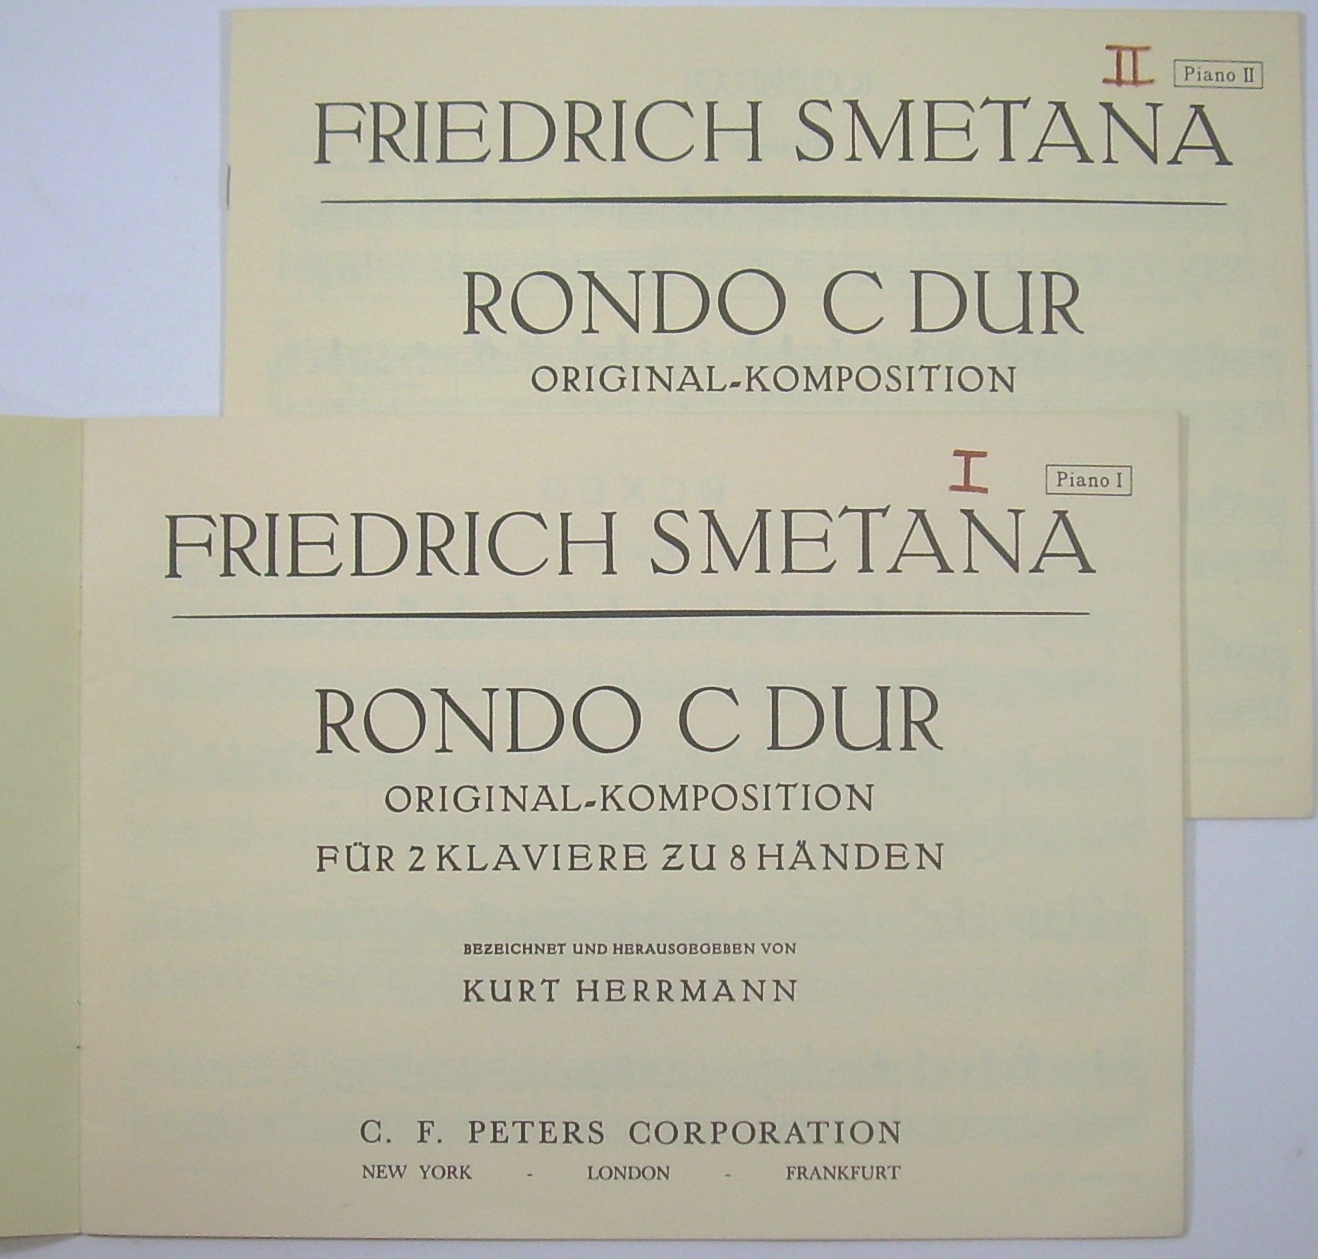 II
Piano II
FRIEDRICH SMETANA
RONDO C DUR
ORIGINAL-KOMPOSITION
I
Piano I
FRIEDRICH SMETANA
RONDO C DUR
ORIGINAL-KOMPOSITION
FÜR 2 KLAVIERE ZU 8 HÄNDEN
BEZEICHNET UND HERAUSGEGEBEN VON
KURT HERRMANN
C. F. PETERS CORPORATION
NEW YORK - LONDON - FRANKFURT